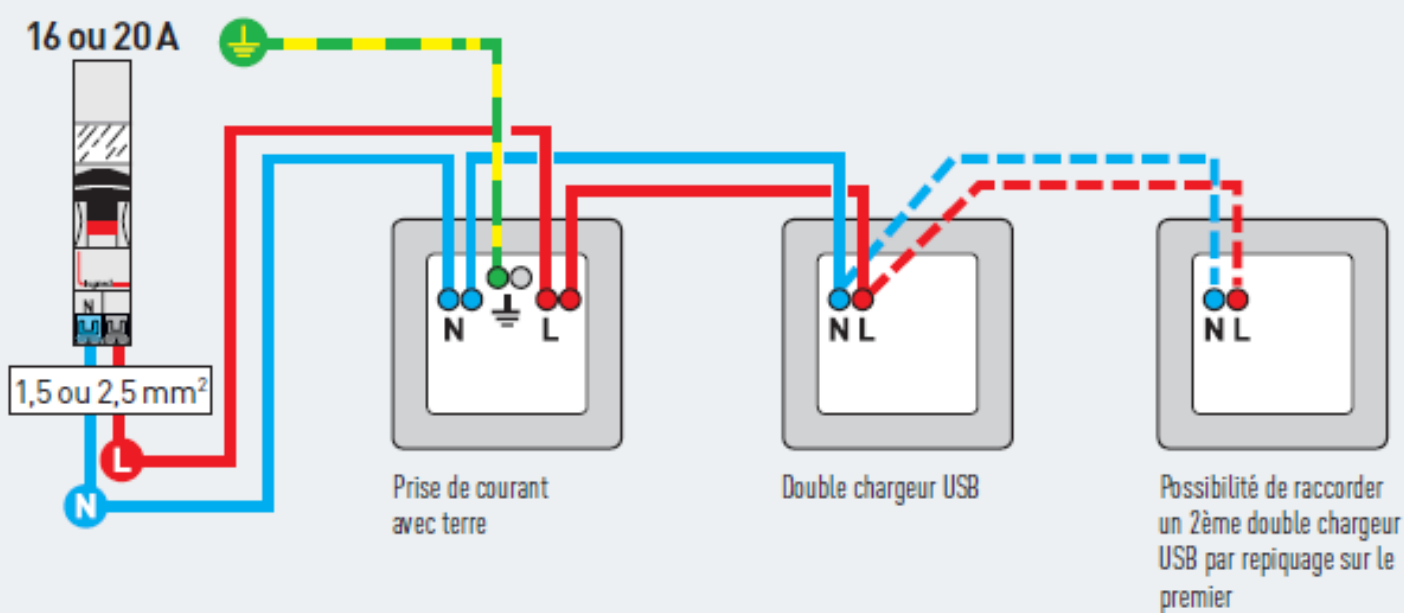 16 ou 20 A
legrand
N
1,5 ou 2,5 mm²
L
N
N L
N L
N L
Prise de courant
avec terre
Double chargeur USB
Possibilité de raccorder
un 2ème double chargeur
USB par repiquage sur le
premier